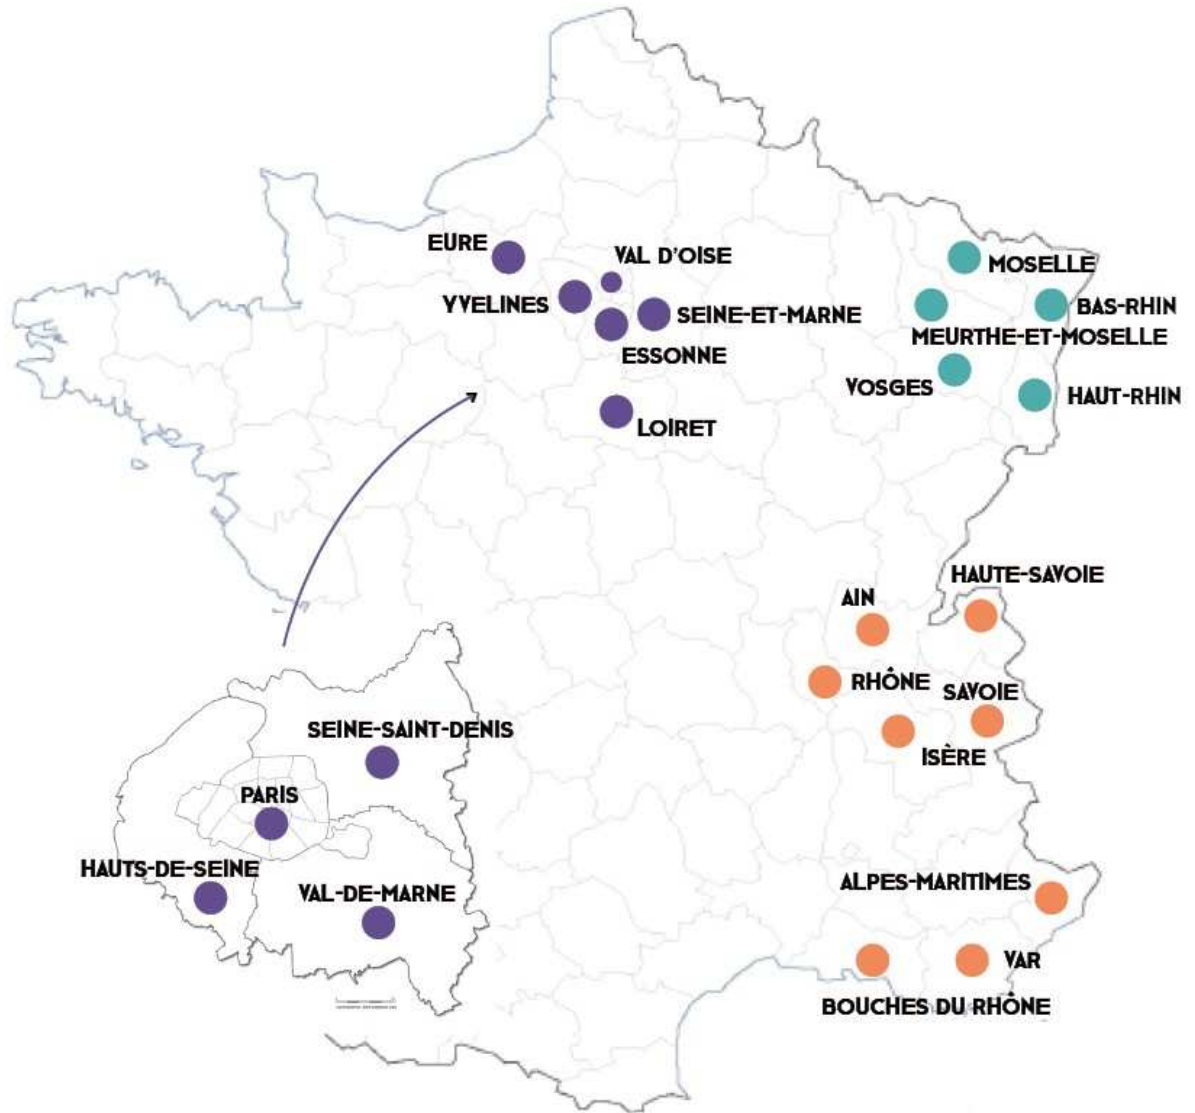 EURE
VAL D'OISE
MOSELLE
YVELINES
SEINE-ET-MARNE
BAS-RHIN
MEURTHE-ET-MOSELLE
ESSONNE
VOSGES
HAUT-RHIN
LOIRET
HAUTE-SAVOIE
AIN
RHÔNE
SAVOIE
SEINE-SAINT-DENIS
ISÈRE
PARIS
HAUTS-DE-SEINE
VAL-DE-MARNE
ALPES-MARITIMES
VAR
BOUCHES DU RHÔNE